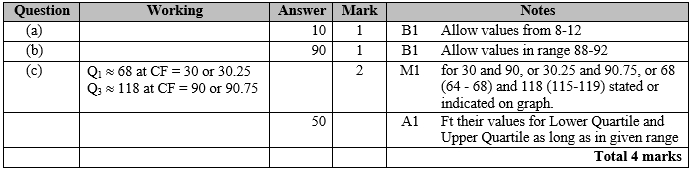 Question Working Answer Mark Notes
(a) 10 1 B1 Allow values from 8-12
(b) 90 1 B1 Allow values in range 88-92
(c) Q₁ ≈ 68 at CF = 30 or 30.25 2 M1 for 30 and 90, or 30.25 and 90.75, or 68
Q₃ ≈ 118 at CF = 90 or 90.75 (64 - 68) and 118 (115-119) stated or
indicated on graph.
50 A1 Ft their values for Lower Quartile and
Upper Quartile as long as in given range
Total 4 marks